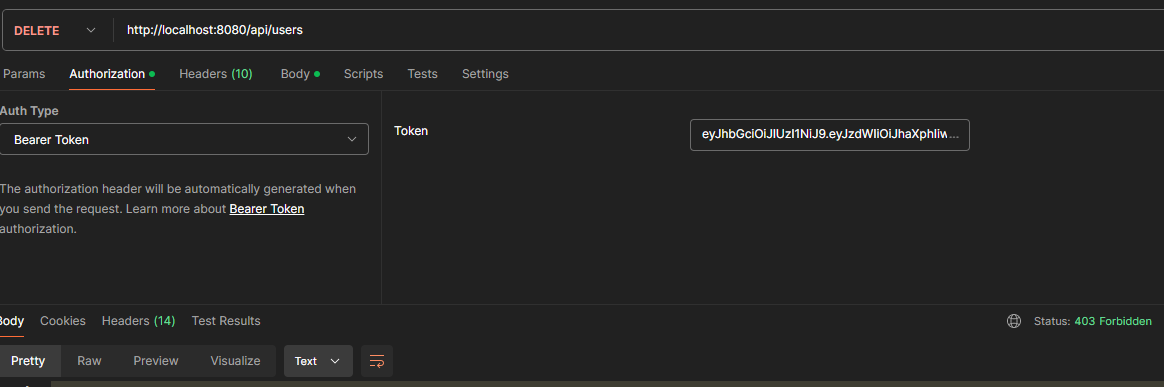 DELETE http://localhost:8080/api/users
Params Authorization Headers (10) Body Scripts Tests Settings
Auth Type
Bearer Token
Token eyJhbGciOiJIUzI1NiJ9.eyJzdWIiOiJhaXphIiw ...
The authorization header will be automatically generated when
you send the request. Learn more about Bearer Token
authorization.
Body Cookies Headers (14) Test Results Status: 403 Forbidden
Pretty Raw Preview Visualize Text